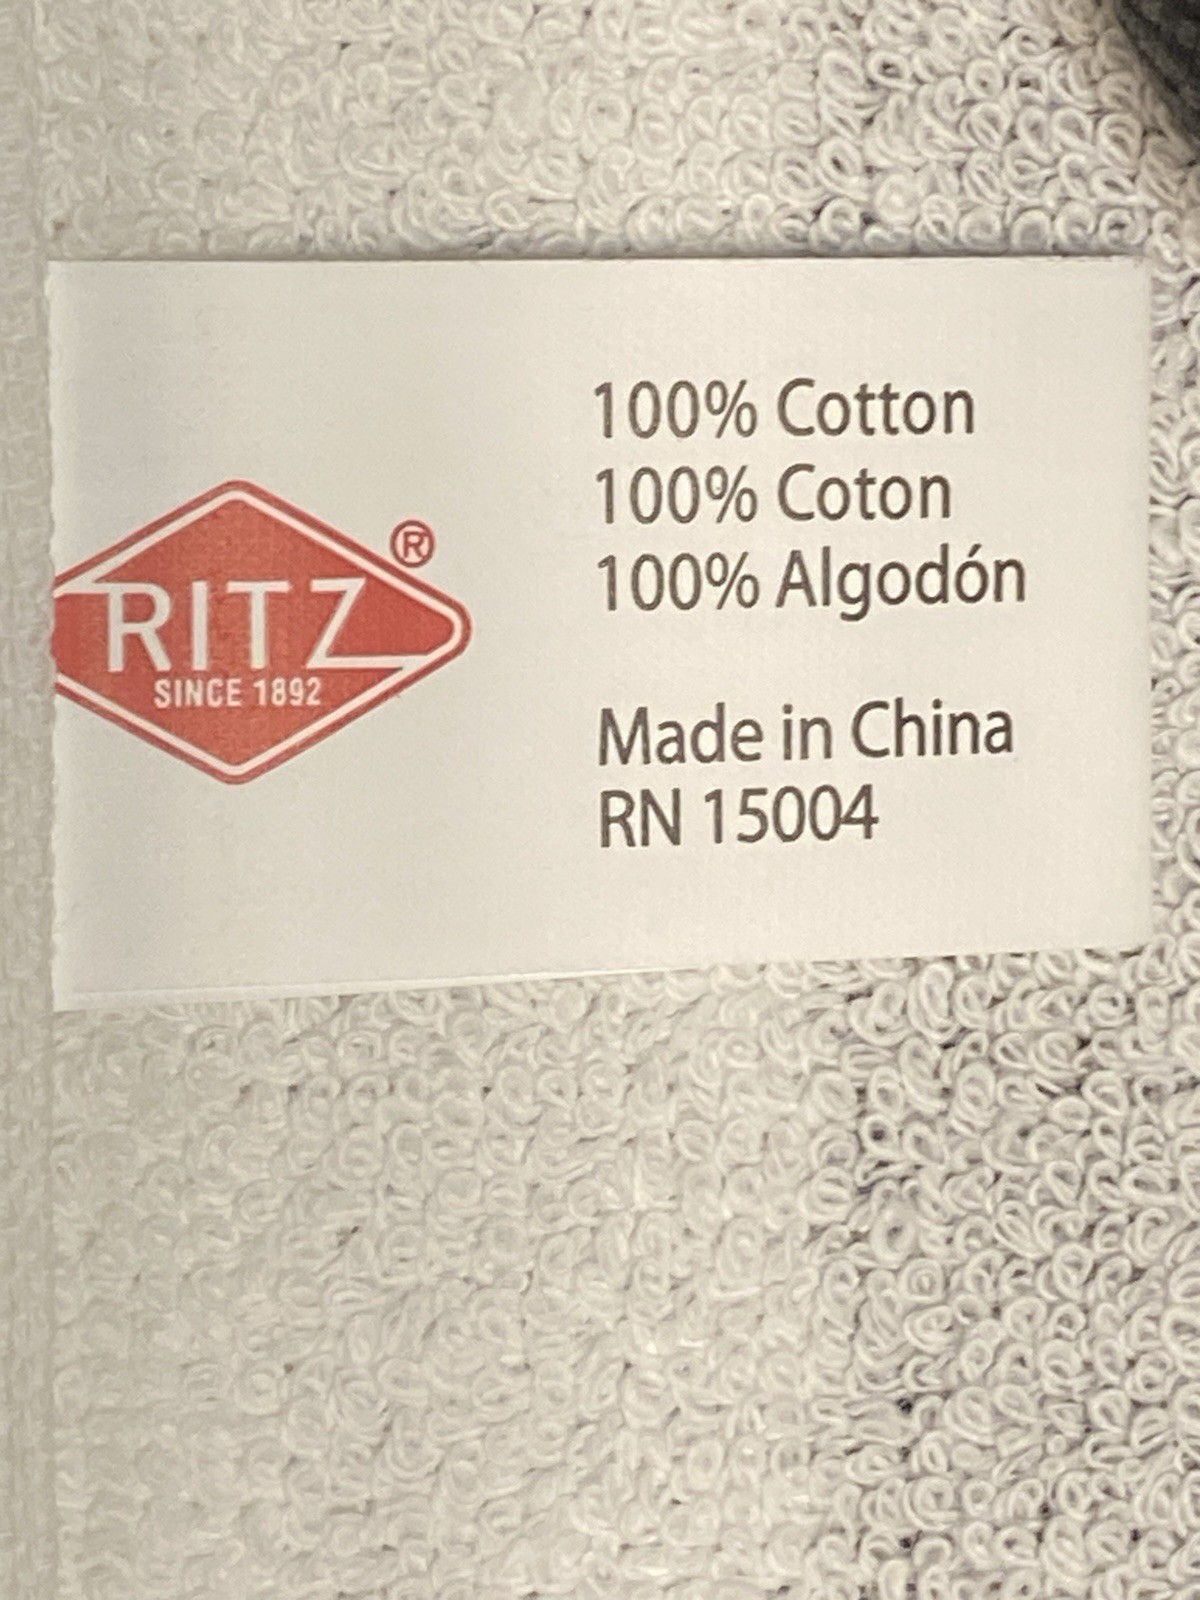 RITZ®
SINCE 1892
100% Cotton
100% Coton
100% Algodón
Made in China
RN 15004